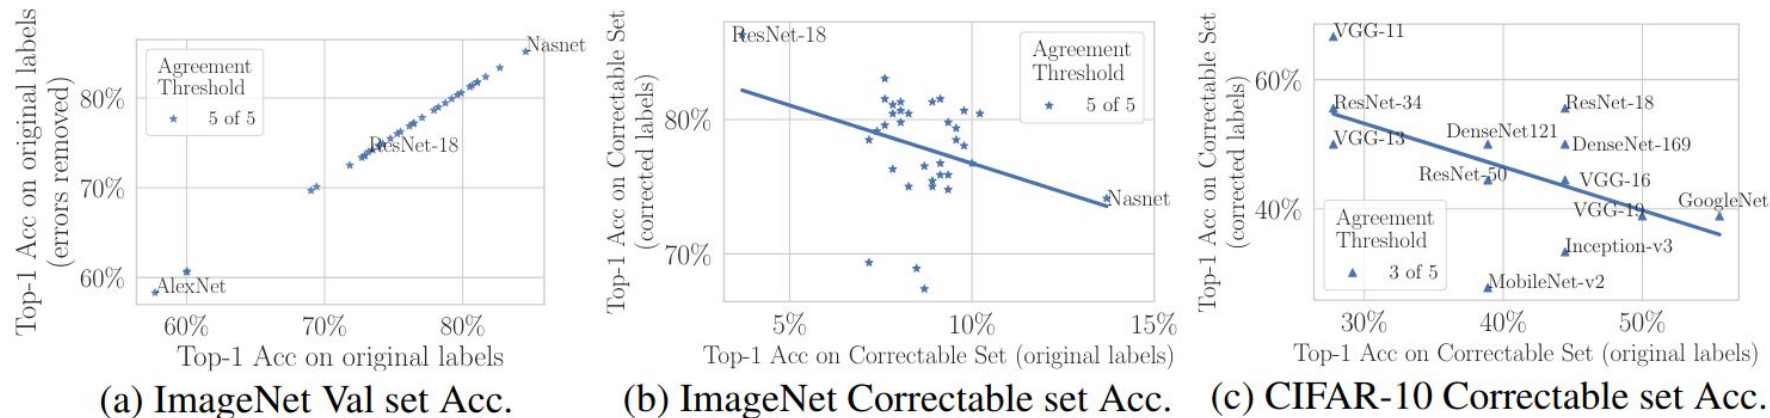 Top-1 Acc on original labels
(errors removed)
80%
70%
60%
Agreement
Threshold
5 of 5
Nasnet
ResNet-18
AlexNet
60%
70%
80%
Top-1 Acc on original labels
(a) ImageNet Val set Acc.
Top-1 Acc on Correctable Set
(corrected labels)
80%
70%
ResNet-18
Agreement
Threshold
5 of 5
Nasnet
5%
10%
15%
Top-1 Acc on Correctable Set (original labels)
(b) ImageNet Correctable set Acc.
Top-1 Acc on Correctable Set
(corrected labels)
60%
40%
VGG-11
ResNet-34
ResNet-18
VGG-13
DenseNet121
DenseNet-169
ResNet-50
VGG-16
VGG-19
GoogleNet
Inception-v3
MobileNet-v2
Agreement
Threshold
3 of 5
30%
40%
50%
Top-1 Acc on Correctable Set (original labels)
(c) CIFAR-10 Correctable set Acc.